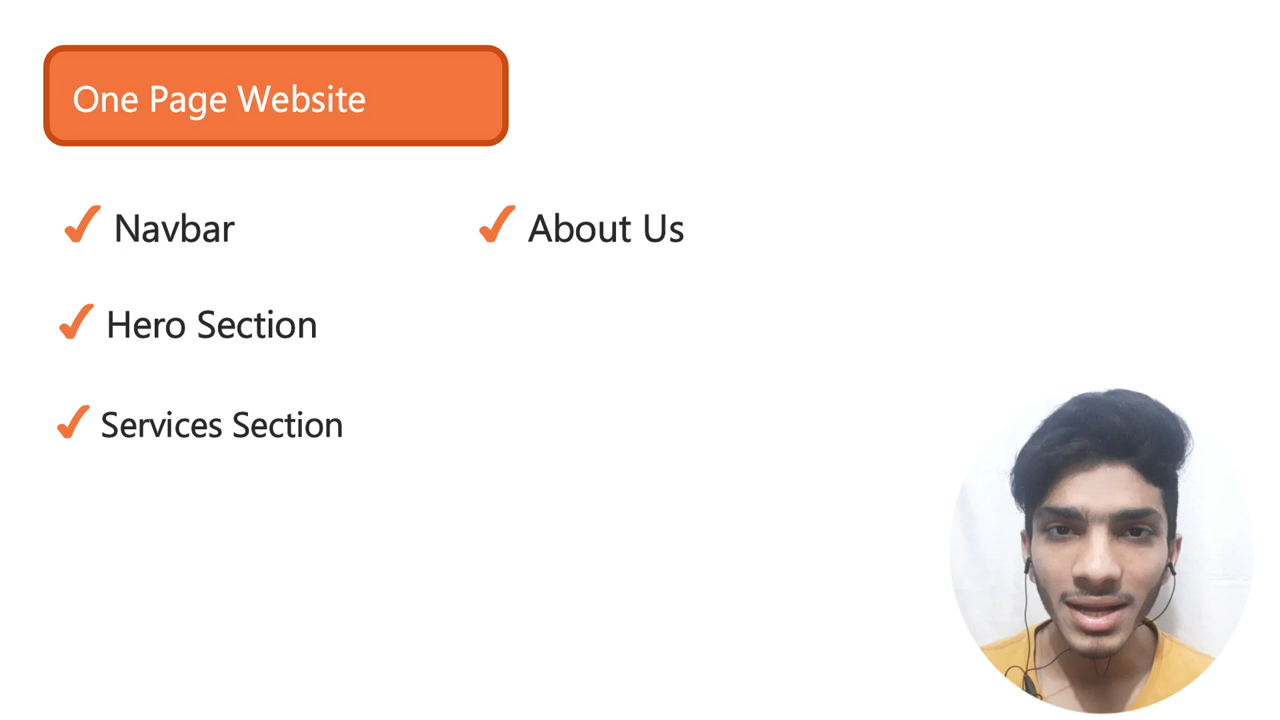 One Page Website
Navbar
About Us
Hero Section
Services Section